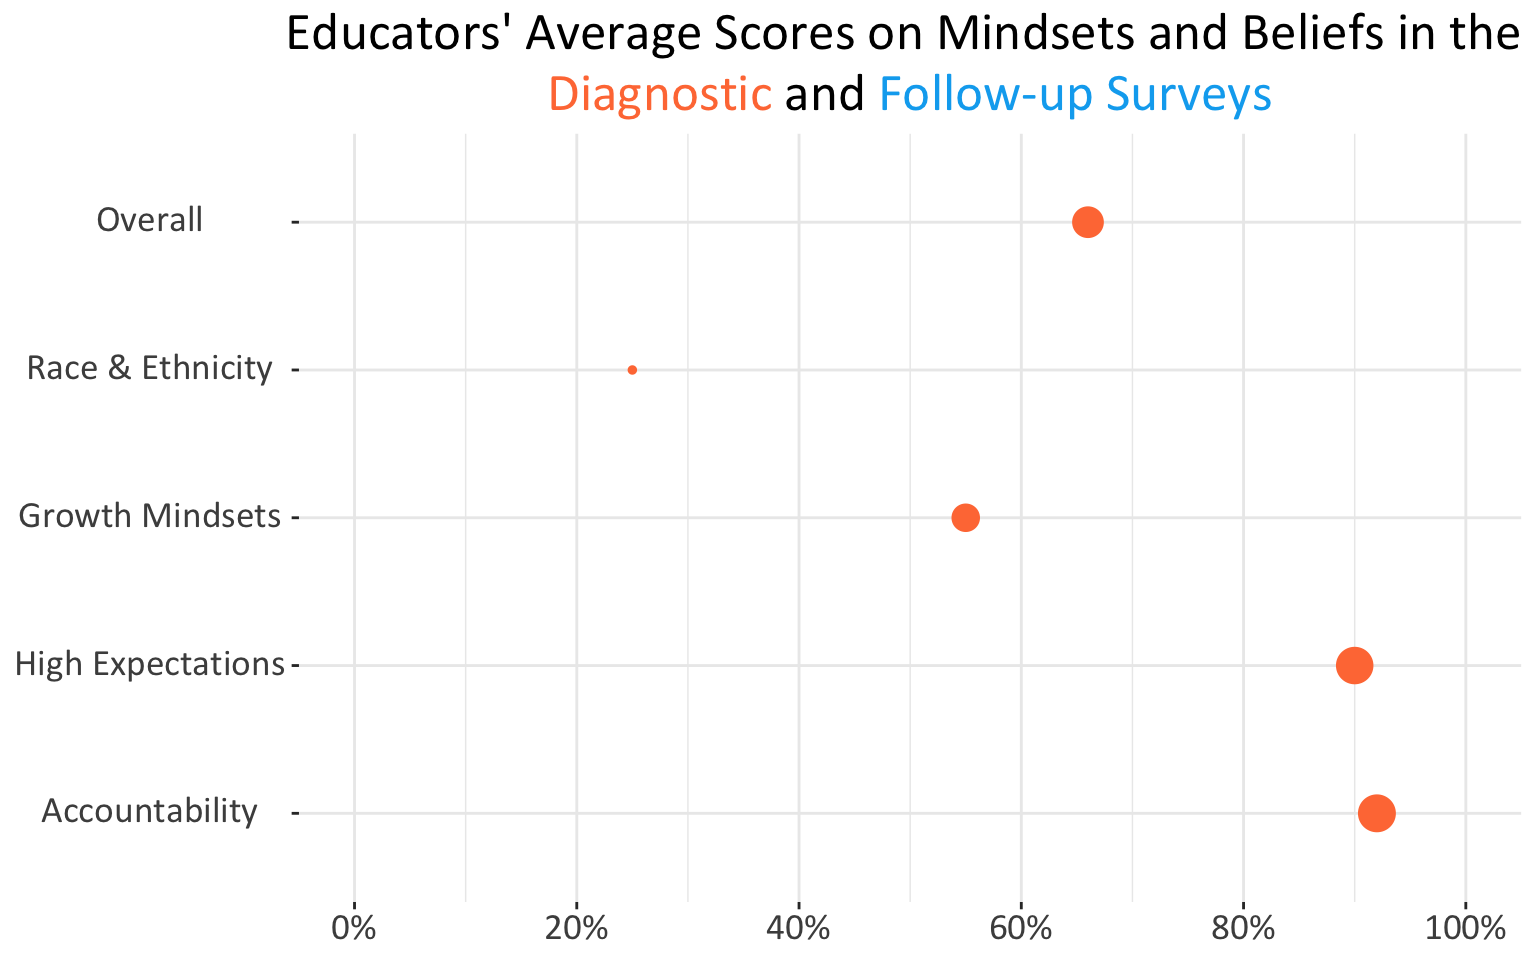 Educators' Average Scores on Mindsets and Beliefs in the
Diagnostic and Follow-up Surveys
Overall
Race & Ethnicity
Growth Mindsets
High Expectations
Accountability
0% 20% 40% 60% 80% 100%